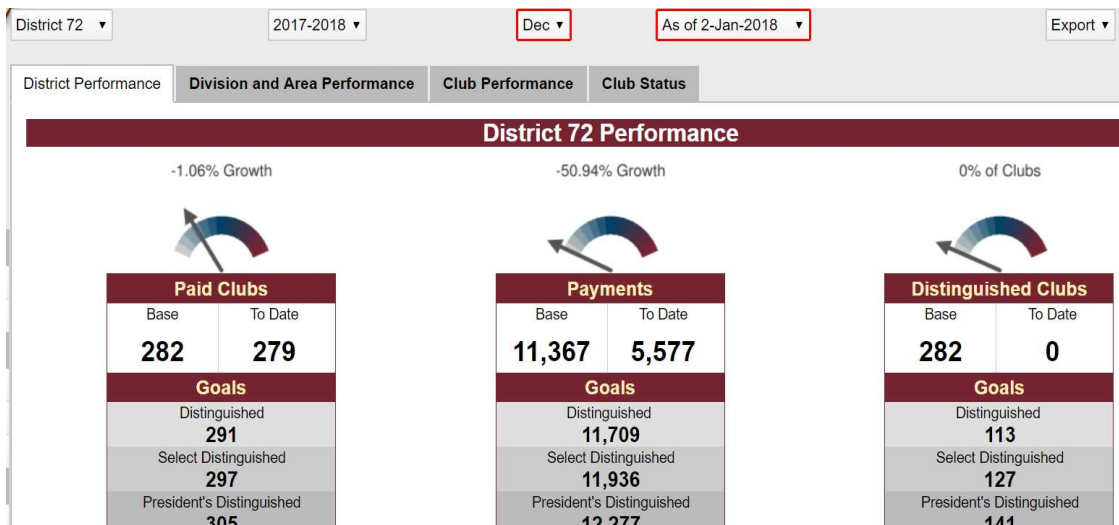 District 72 2017-2018 Dec As of 2-Jan-2018 Export
District Performance Division and Area Performance Club Performance Club Status
District 72 Performance
-1.06% Growth -50.94% Growth 0% of Clubs
Paid Clubs Payments Distinguished Clubs
Base To Date Base To Date Base To Date
282 279 11,367 5,577 282 0
Goals Goals Goals
Distinguished Distinguished Distinguished
291 11,709 113
Select Distinguished Select Distinguished Select Distinguished
297 11,936 127
President's Distinguished President's Distinguished President's Distinguished
305 12,277 141